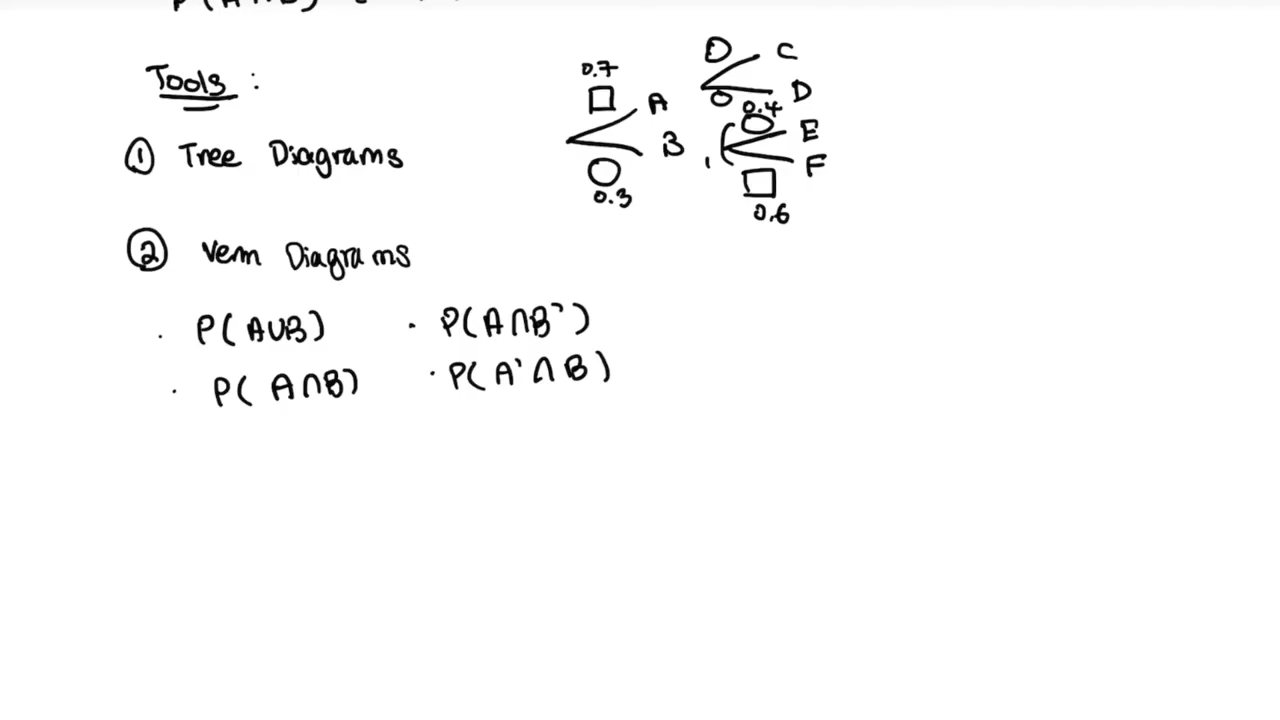 Tools :
① Tree Diagrams
0.7
A
B
0.3
C
D
0.4
E
F
0.6
② Venn Diagrams
· P(A∪B) · P(A∩B')
· P(A∩B) · P(A'∩B)